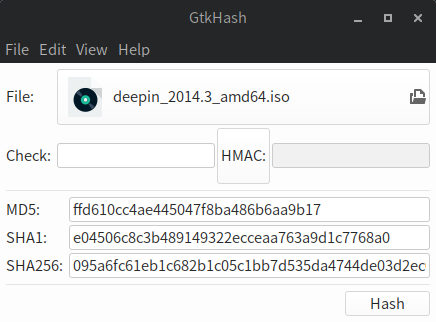 GtkHash
File Edit View Help
File: deepin_2014.3_amd64.iso
Check: HMAC:
MD5: ffd610cc4ae445047f8ba486b6aa9b17
SHA1: e04506c8c3b489149322ecceaa763a9d1c7768a0
SHA256: 095a6fc61eb1c682b1c05c1bb7d535da4744de03d2ec
Hash